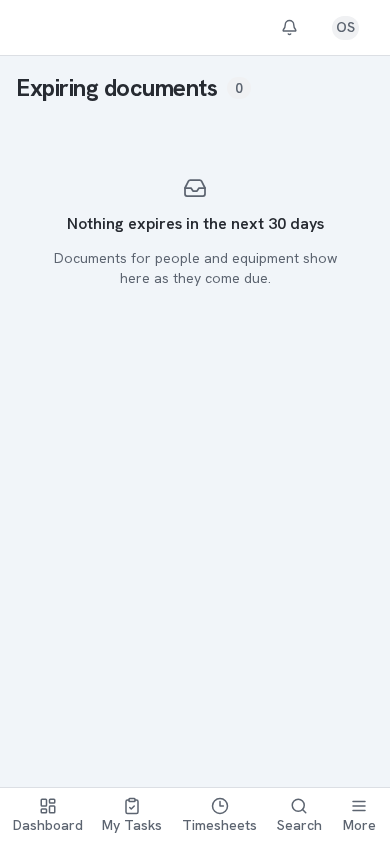 OS
Expiring documents 0
Nothing expires in the next 30 days
Documents for people and equipment show
here as they come due.
Dashboard My Tasks Timesheets Search More